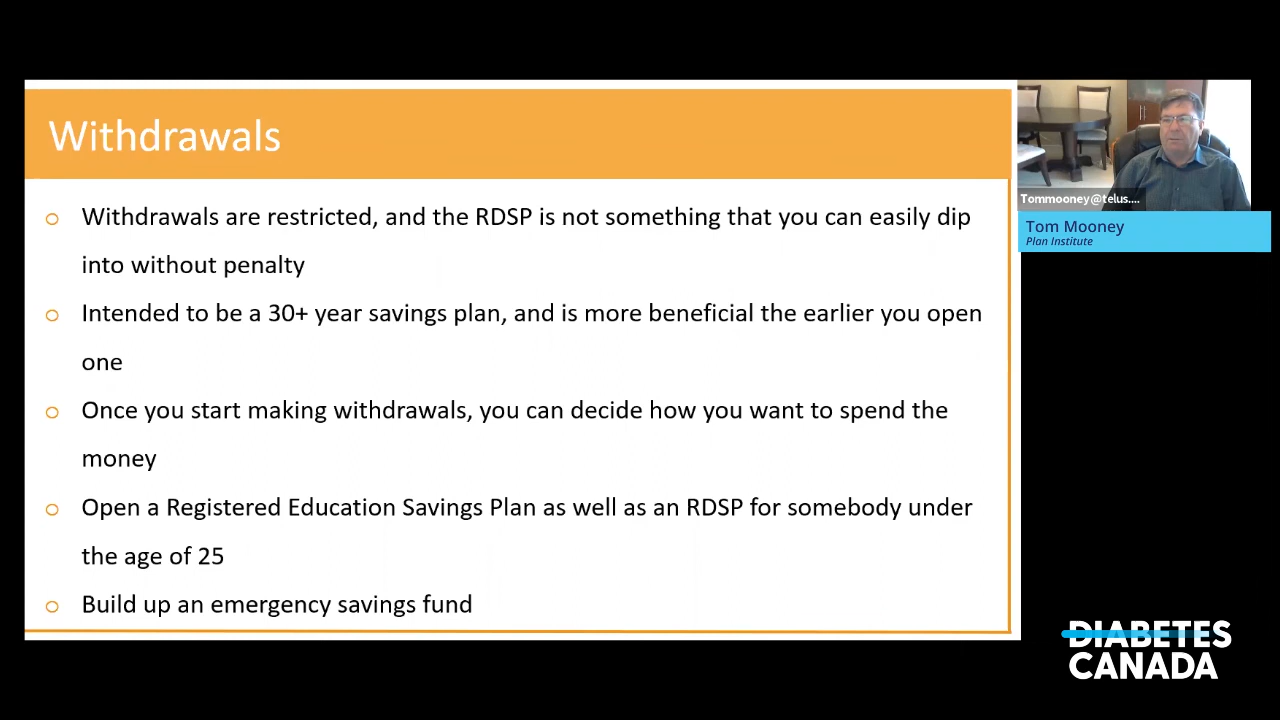 Withdrawals
o Withdrawals are restricted, and the RDSP is not something that you can easily dip
into without penalty
o Intended to be a 30+ year savings plan, and is more beneficial the earlier you open
one
o Once you start making withdrawals, you can decide how you want to spend the
money
o Open a Registered Education Savings Plan as well as an RDSP for somebody under
the age of 25
o Build up an emergency savings fund
Tommooney@telus....
Tom Mooney
Plan Institute
DIABETES
CANADA